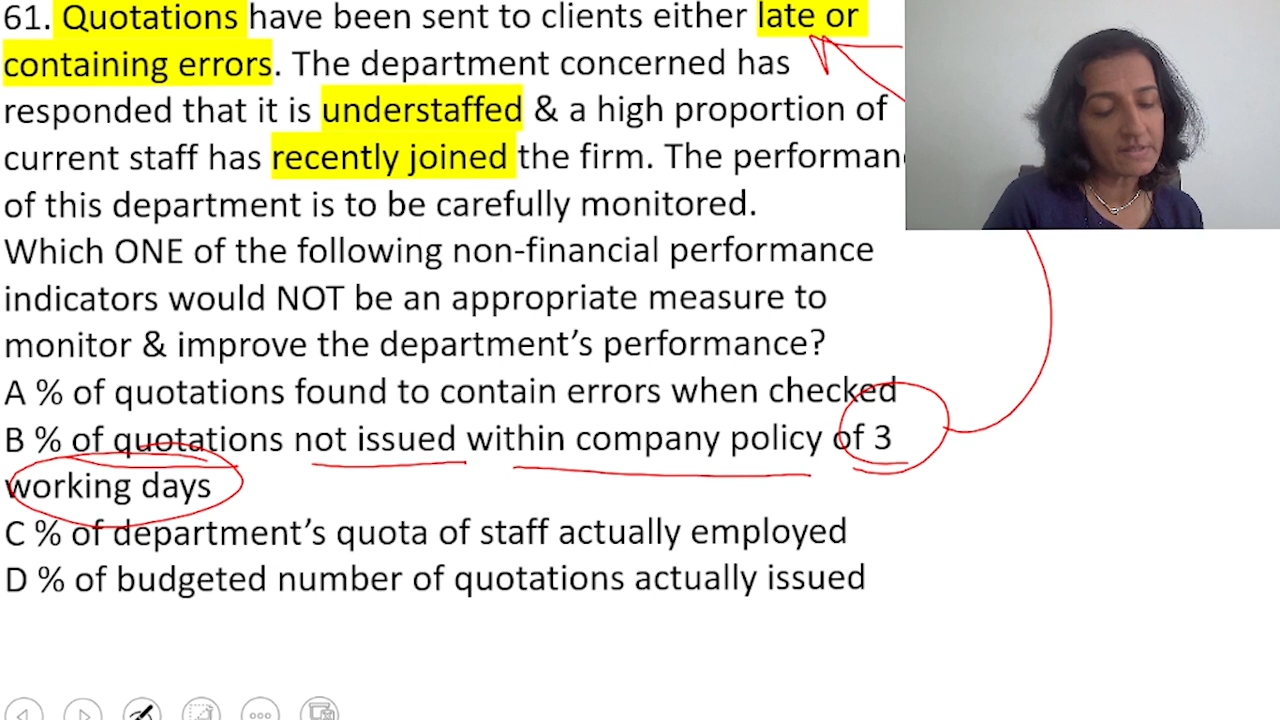 61. Quotations have been sent to clients either late or
containing errors. The department concerned has
responded that it is understaffed & a high proportion of
current staff has recently joined the firm. The performan
of this department is to be carefully monitored.
Which ONE of the following non-financial performance
indicators would NOT be an appropriate measure to
monitor & improve the department’s performance?
A % of quotations found to contain errors when checked
B % of quotations not issued within company policy of 3
working days
C % of department’s quota of staff actually employed
D % of budgeted number of quotations actually issued